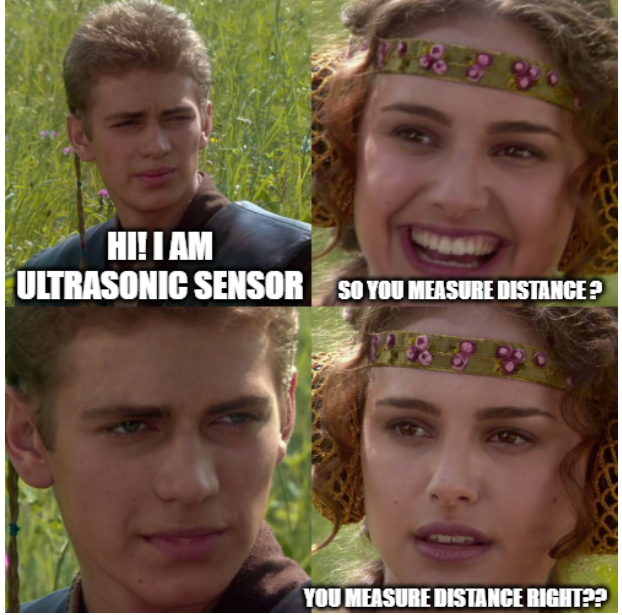 HI! I AM
ULTRASONIC SENSOR
SO YOU MEASURE DISTANCE ?
YOU MEASURE DISTANCE RIGHT??